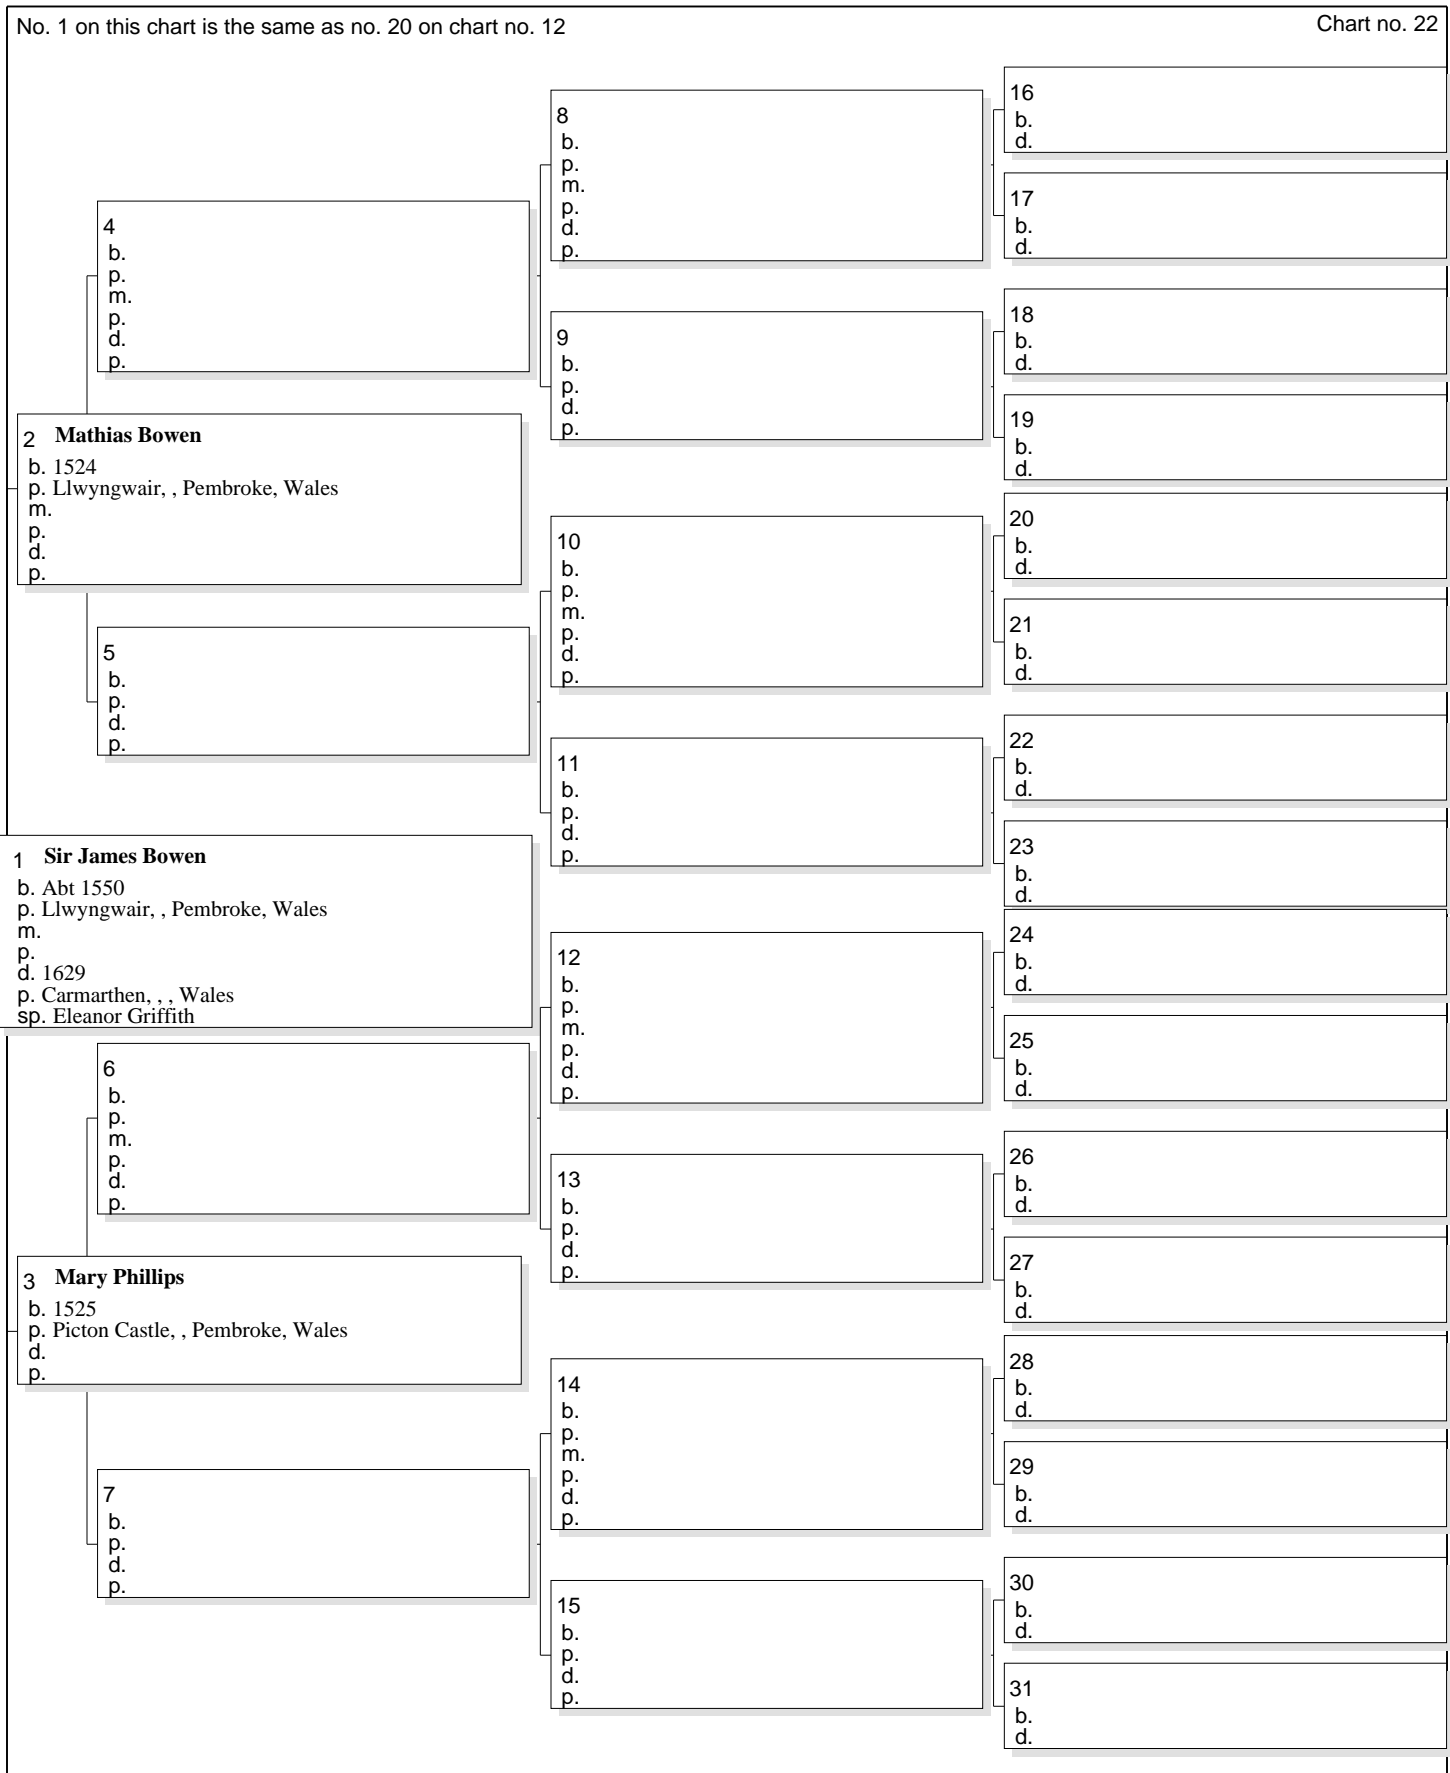 No. 1 on this chart is the same as no. 20 on chart no. 12
Chart no. 22
1 Sir James Bowen
b. Abt 1550
p. Llwyngwair, , Pembroke, Wales
m.
p.
d. 1629
p. Carmarthen, , , Wales
sp. Eleanor Griffith
2 Mathias Bowen
b. 1524
p. Llwyngwair, , Pembroke, Wales
m.
p.
d.
p.
3 Mary Phillips
b. 1525
p. Picton Castle, , Pembroke, Wales
d.
p.
4
b.
p.
m.
p.
d.
p.
5
b.
p.
d.
p.
6
b.
p.
m.
p.
d.
p.
7
b.
p.
d.
p.
8
b.
p.
m.
p.
d.
p.
9
b.
p.
d.
p.
10
b.
p.
m.
p.
d.
p.
11
b.
p.
d.
p.
12
b.
p.
m.
p.
d.
p.
13
b.
p.
d.
p.
14
b.
p.
m.
p.
d.
p.
15
b.
p.
d.
p.
16
b.
d.
17
b.
d.
18
b.
d.
19
b.
d.
20
b.
d.
21
b.
d.
22
b.
d.
23
b.
d.
24
b.
d.
25
b.
d.
26
b.
d.
27
b.
d.
28
b.
d.
29
b.
d.
30
b.
d.
31
b.
d.